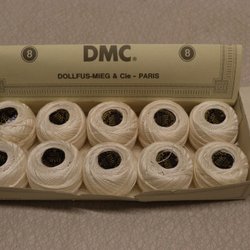 8 DMC® 8
DOLLFUS-MIEG & Cie - PARIS